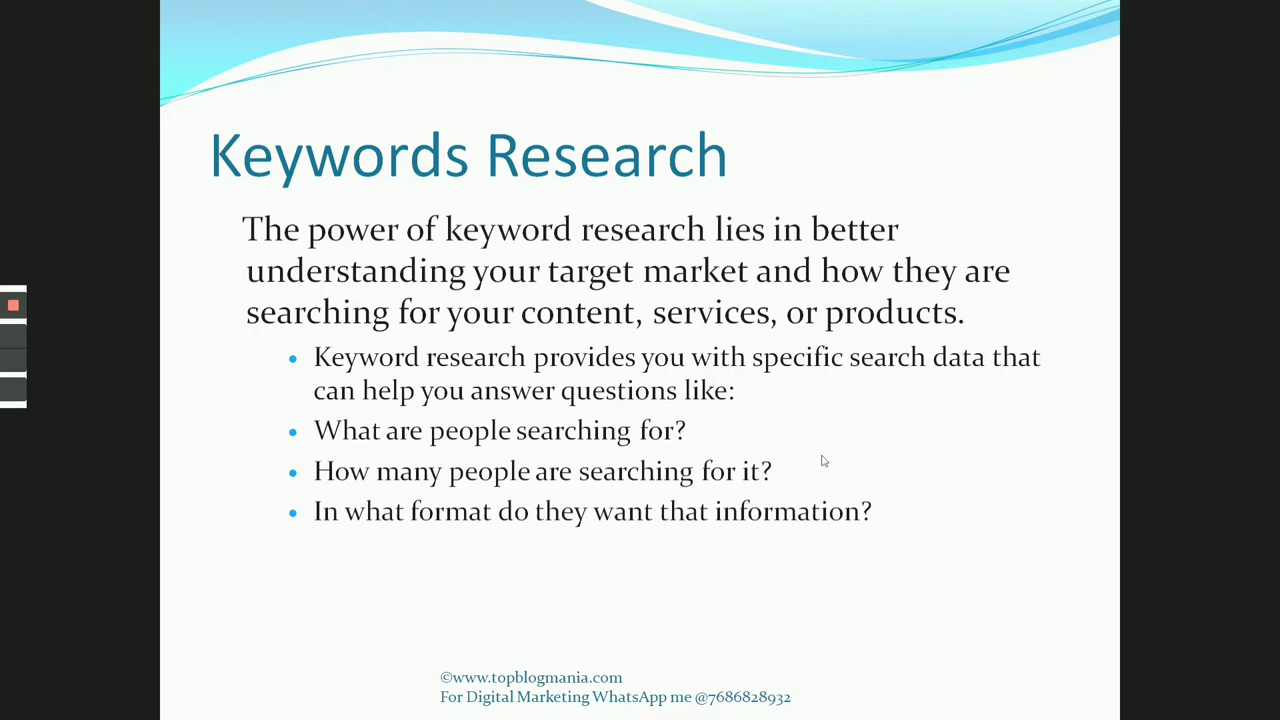 Keywords Research
The power of keyword research lies in better
understanding your target market and how they are
searching for your content, services, or products.
• Keyword research provides you with specific search data that
can help you answer questions like:
• What are people searching for?
• How many people are searching for it?
• In what format do they want that information?
©www.topblogmania.com
For Digital Marketing WhatsApp me @7686828932